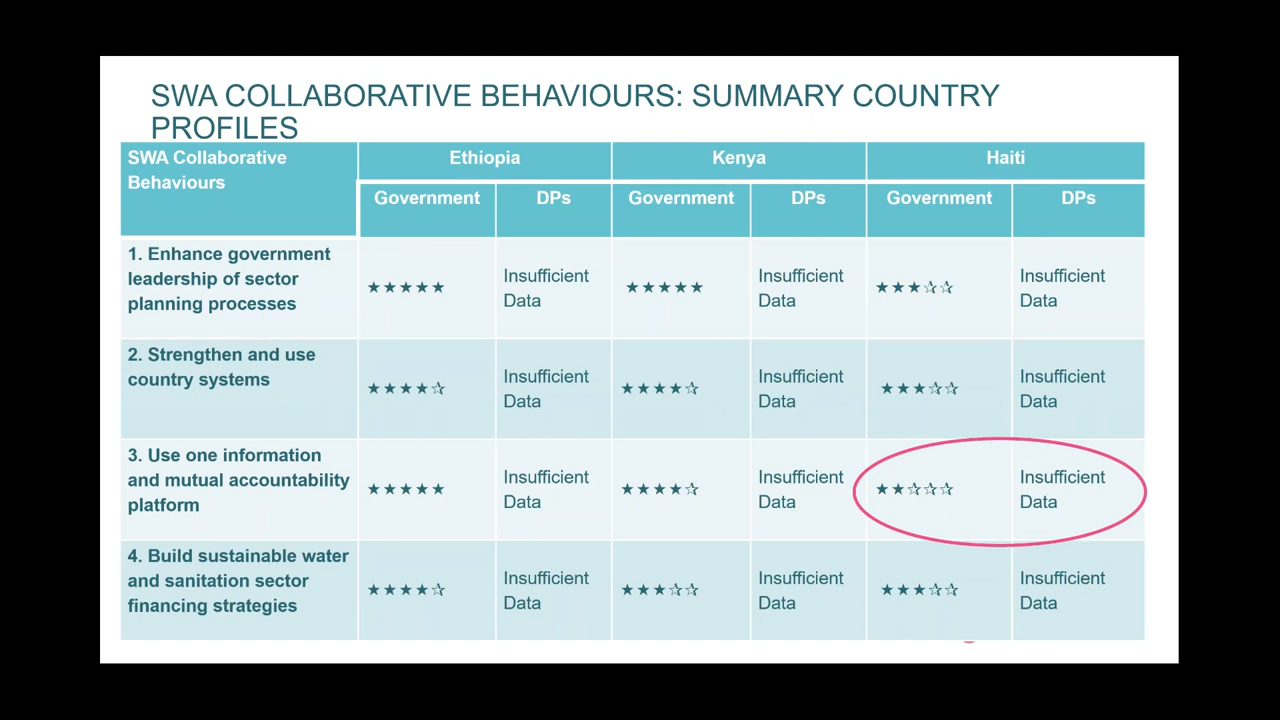 SWA COLLABORATIVE BEHAVIOURS: SUMMARY COUNTRY
PROFILES
SWA Collaborative
Behaviours
Ethiopia
Kenya
Haiti
Government
DPs
Government
DPs
Government
DPs
1. Enhance government
leadership of sector
planning processes
★★★★★
Insufficient
Data
★★★★★
Insufficient
Data
★★★☆☆
Insufficient
Data
2. Strengthen and use
country systems
★★★★☆
Insufficient
Data
★★★★☆
Insufficient
Data
★★★☆☆
Insufficient
Data
3. Use one information
and mutual accountability
platform
★★★★★
Insufficient
Data
★★★★☆
Insufficient
Data
★★☆☆☆
Insufficient
Data
4. Build sustainable water
and sanitation sector
financing strategies
★★★★☆
Insufficient
Data
★★★☆☆
Insufficient
Data
★★★☆☆
Insufficient
Data